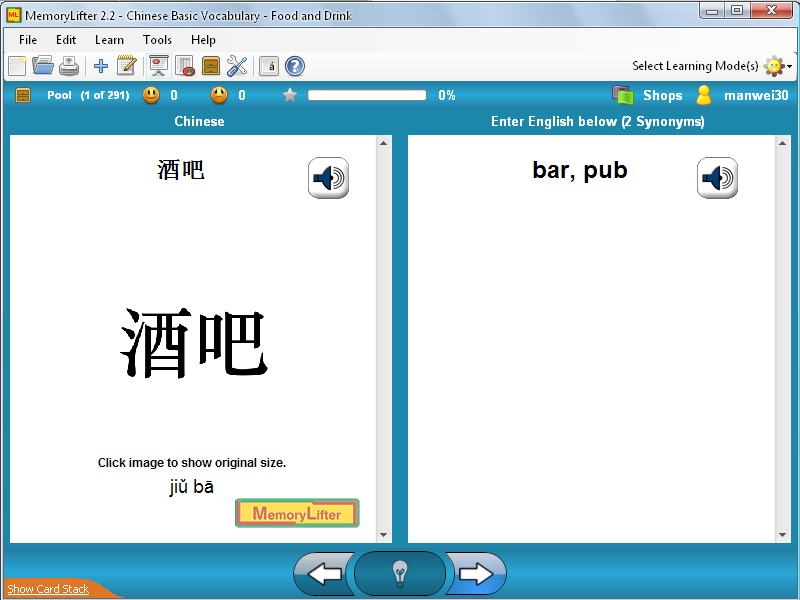 MemoryLifter 2.2 - Chinese Basic Vocabulary - Food and Drink
File Edit Learn Tools Help
á ? Select Learning Mode(s)
Pool (1 of 291) 0 0 0% Shops manwei30
Chinese
Enter English below (2 Synonyms)
酒吧
bar, pub
酒吧
Click image to show original size.
jiǔ bā
MemoryLifter
Show Card Stack